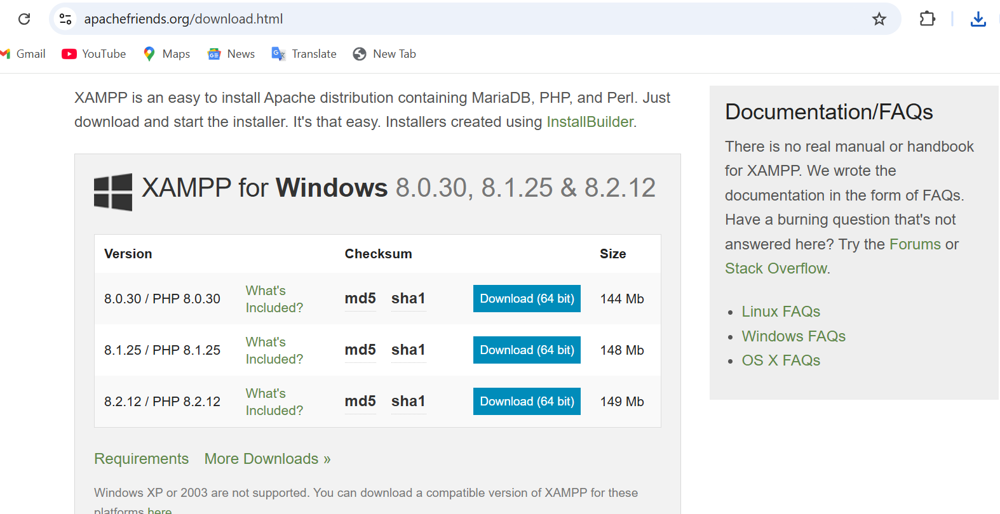 apachefriends.org/download.html
Gmail YouTube Maps News Translate New Tab
XAMPP is an easy to install Apache distribution containing MariaDB, PHP, and Perl. Just
download and start the installer. It's that easy. Installers created using InstallBuilder.
XAMPP for Windows 8.0.30, 8.1.25 & 8.2.12
Version Checksum Size
8.0.30 / PHP 8.0.30 What's Included? md5 sha1 Download (64 bit) 144 Mb
8.1.25 / PHP 8.1.25 What's Included? md5 sha1 Download (64 bit) 148 Mb
8.2.12 / PHP 8.2.12 What's Included? md5 sha1 Download (64 bit) 149 Mb
Requirements More Downloads »
Windows XP or 2003 are not supported. You can download a compatible version of XAMPP for these
platforms here
Documentation/FAQs
There is no real manual or handbook
for XAMPP. We wrote the
documentation in the form of FAQs.
Have a burning question that's not
answered here? Try the Forums or
Stack Overflow.
• Linux FAQs
• Windows FAQs
• OS X FAQs